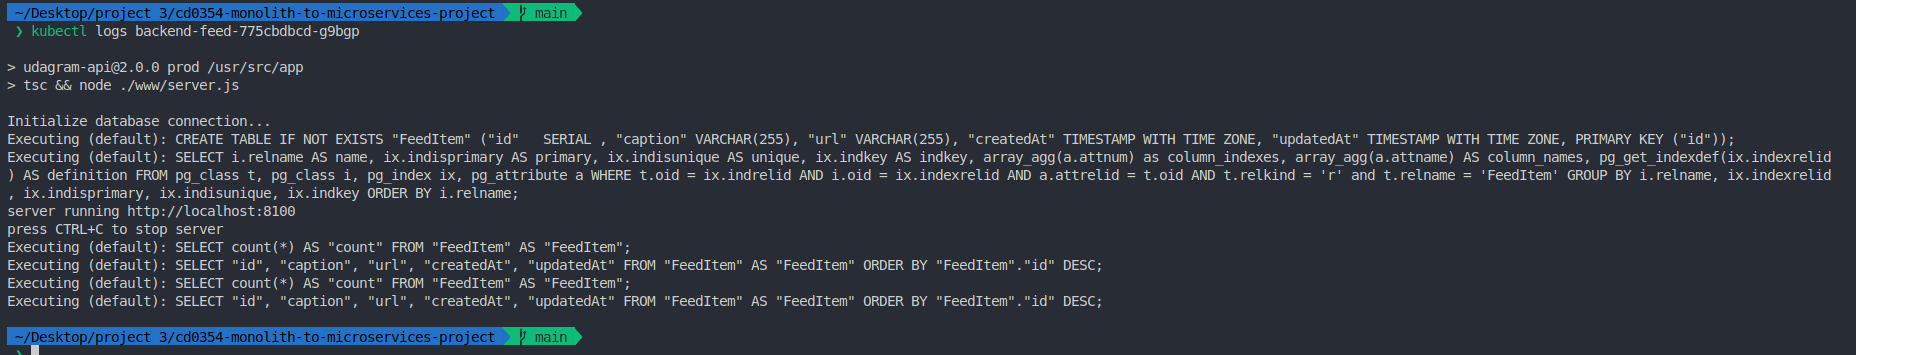 ~/Desktop/project 3/cd0354-monolith-to-microservices-project main
❯ kubectl logs backend-feed-775cbdbcd-g9bgp
> udagram-api@2.0.0 prod /usr/src/app
> tsc && node ./www/server.js
Initialize database connection...
Executing (default): CREATE TABLE IF NOT EXISTS "FeedItem" ("id"   SERIAL , "caption" VARCHAR(255), "url" VARCHAR(255), "createdAt" TIMESTAMP WITH TIME ZONE, "updatedAt" TIMESTAMP WITH TIME ZONE, PRIMARY KEY ("id"));
Executing (default): SELECT i.relname AS name, ix.indisprimary AS primary, ix.indisunique AS unique, ix.indkey AS indkey, array_agg(a.attnum) as column_indexes, array_agg(a.attname) AS column_names, pg_get_indexdef(ix.indexrelid
) AS definition FROM pg_class t, pg_class i, pg_index ix, pg_attribute a WHERE t.oid = ix.indrelid AND i.oid = ix.indexrelid AND a.attrelid = t.oid AND t.relkind = 'r' and t.relname = 'FeedItem' GROUP BY i.relname, ix.indexrelid
, ix.indisprimary, ix.indisunique, ix.indkey ORDER BY i.relname;
server running http://localhost:8100
press CTRL+C to stop server
Executing (default): SELECT count(*) AS "count" FROM "FeedItem" AS "FeedItem";
Executing (default): SELECT "id", "caption", "url", "createdAt", "updatedAt" FROM "FeedItem" AS "FeedItem" ORDER BY "FeedItem"."id" DESC;
Executing (default): SELECT count(*) AS "count" FROM "FeedItem" AS "FeedItem";
Executing (default): SELECT "id", "caption", "url", "createdAt", "updatedAt" FROM "FeedItem" AS "FeedItem" ORDER BY "FeedItem"."id" DESC;
~/Desktop/project 3/cd0354-monolith-to-microservices-project main
❯